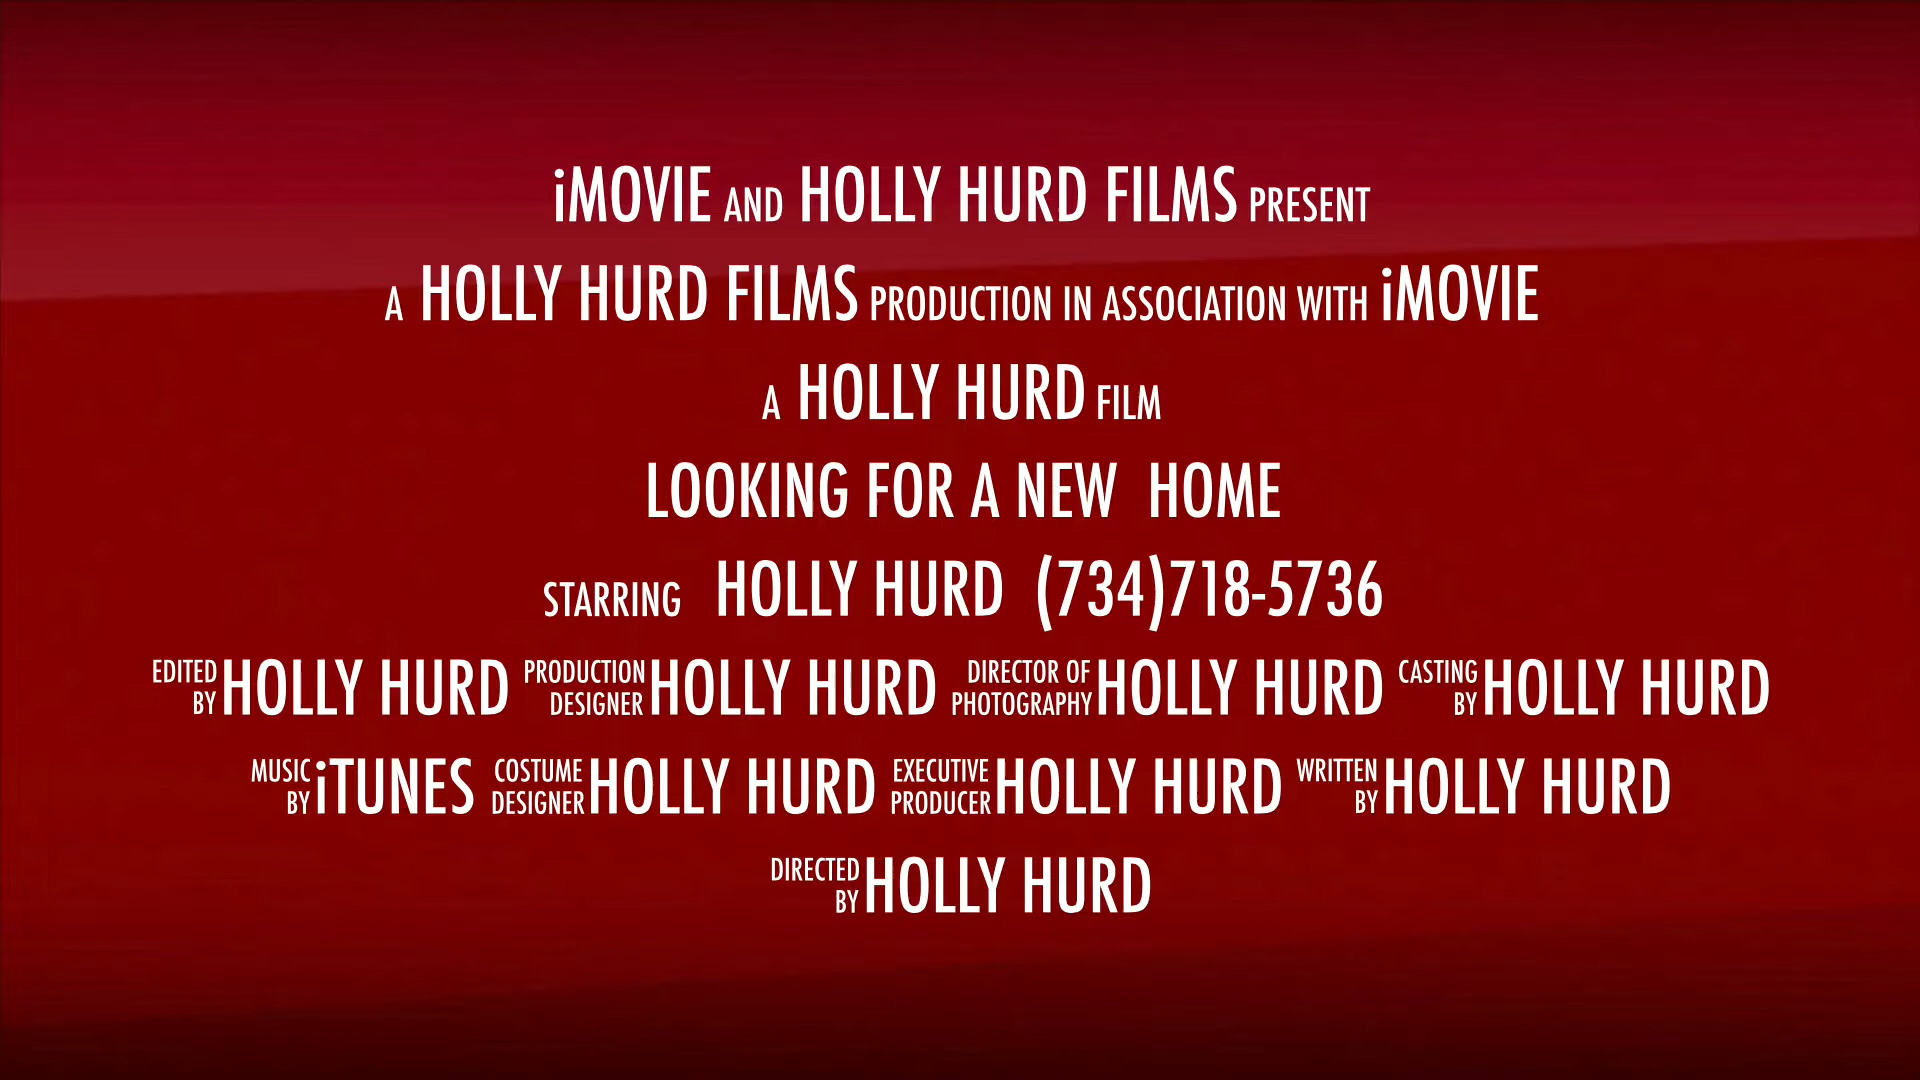 iMOVIE AND HOLLY HURD FILMS PRESENT
A HOLLY HURD FILMS PRODUCTION IN ASSOCIATION WITH iMOVIE
A HOLLY HURD FILM
LOOKING FOR A NEW  HOME
STARRING HOLLY HURD (734)718-5736
EDITED BY HOLLY HURD PRODUCTION DESIGNER HOLLY HURD DIRECTOR OF PHOTOGRAPHY HOLLY HURD CASTING BY HOLLY HURD
MUSIC BY iTUNES COSTUME DESIGNER HOLLY HURD EXECUTIVE PRODUCER HOLLY HURD WRITTEN BY HOLLY HURD
DIRECTED BY HOLLY HURD